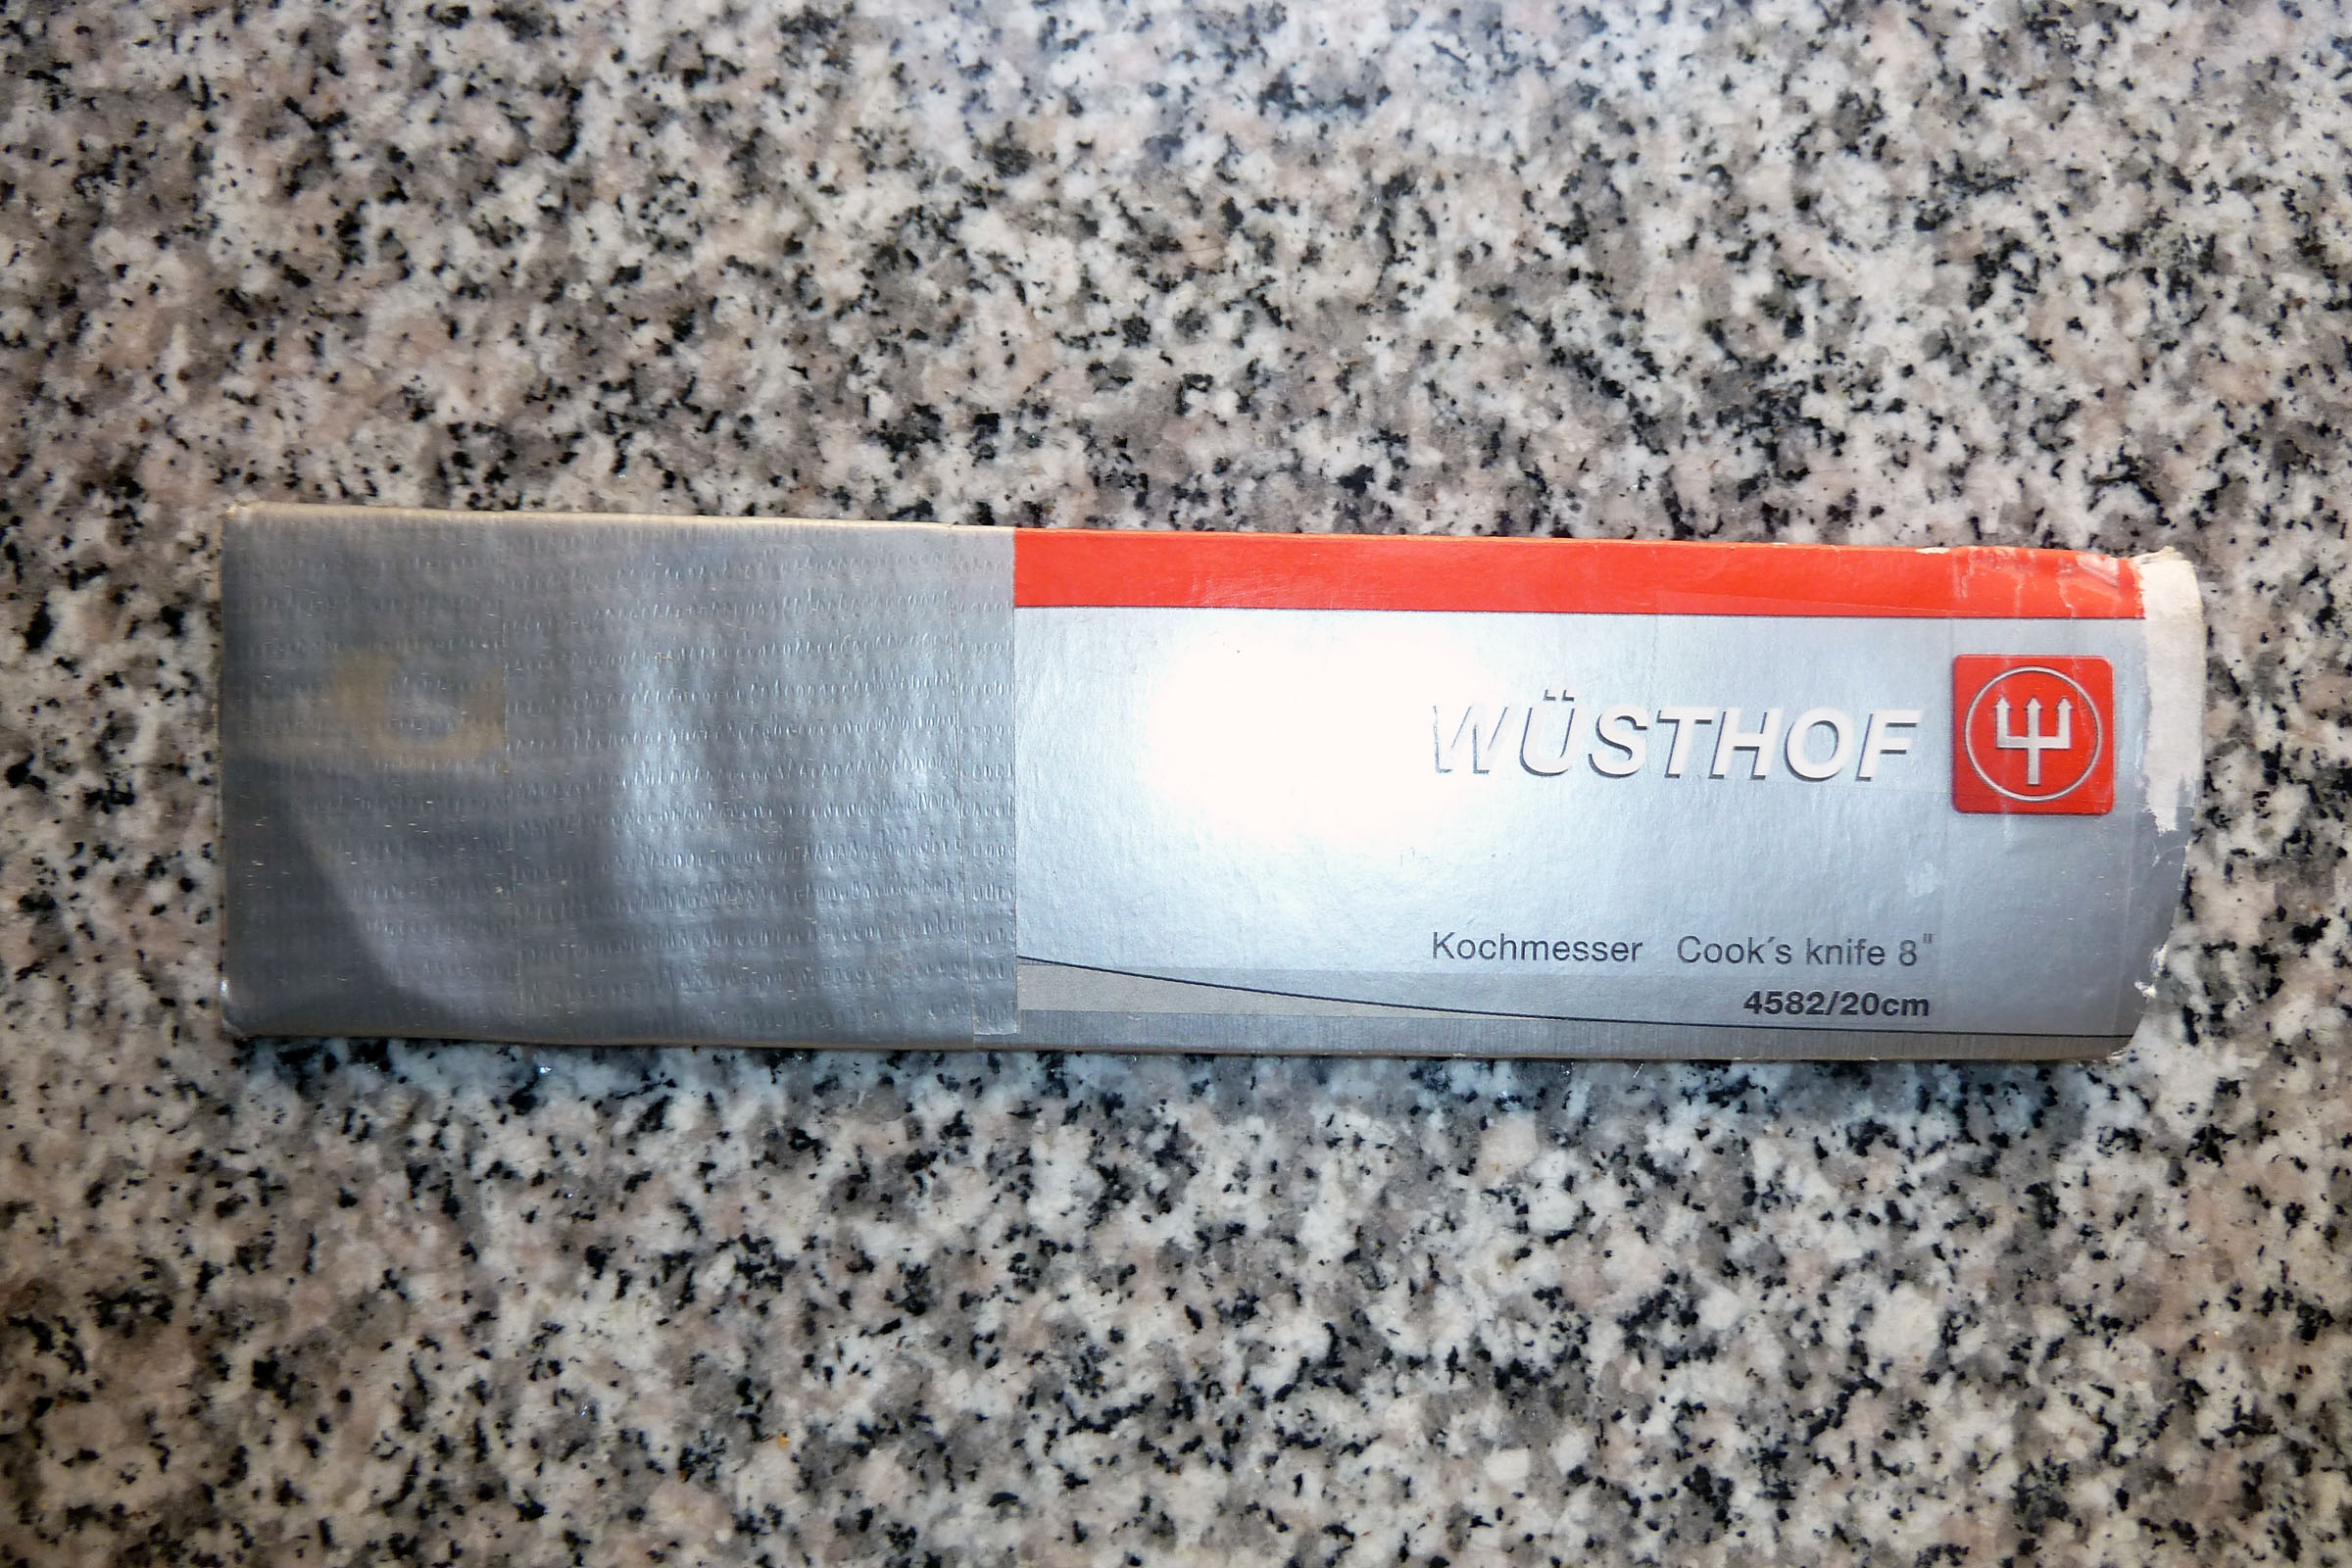 WÜSTHOF
Kochmesser Cook´s knife 8"
4582/20cm